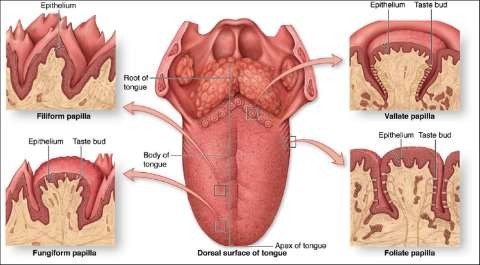 Epithelium
Filiform papilla
Epithelium Taste bud
Fungiform papilla
Root of
tongue
Body of
tongue
Apex of tongue
Dorsal surface of tongue
Epithelium Taste bud
Vallate papilla
Epithelium Taste bud
Foliate papilla